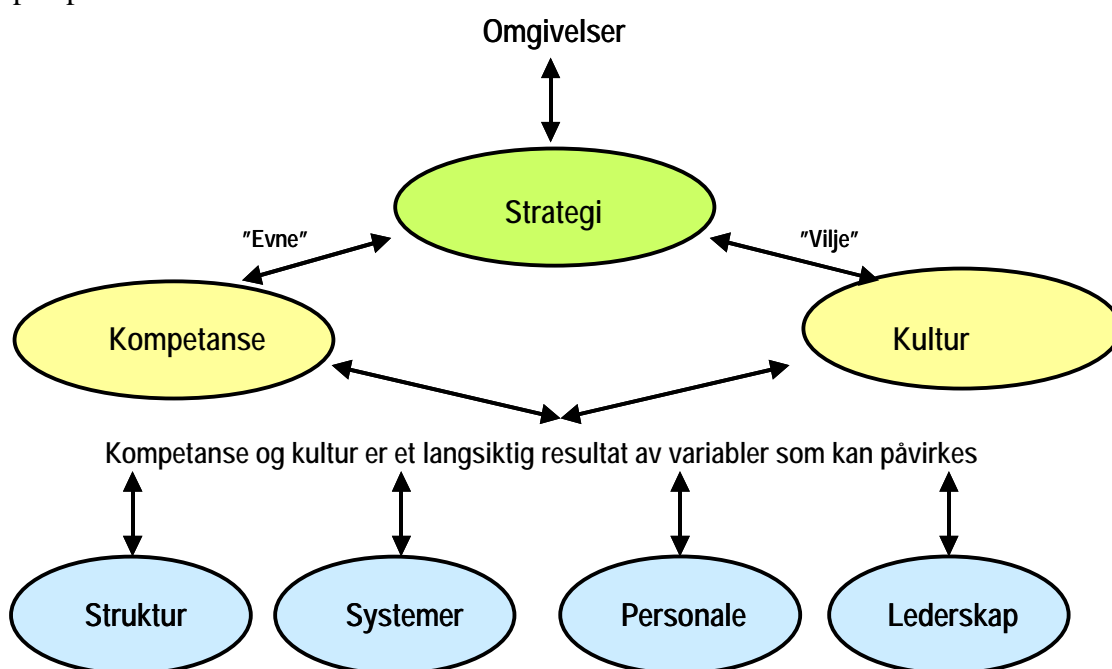 Omgivelser
Strategi
"Evne"
"Vilje"
Kompetanse
Kultur
Kompetanse og kultur er et langsiktig resultat av variabler som kan påvirkes
Struktur
Systemer
Personale
Lederskap